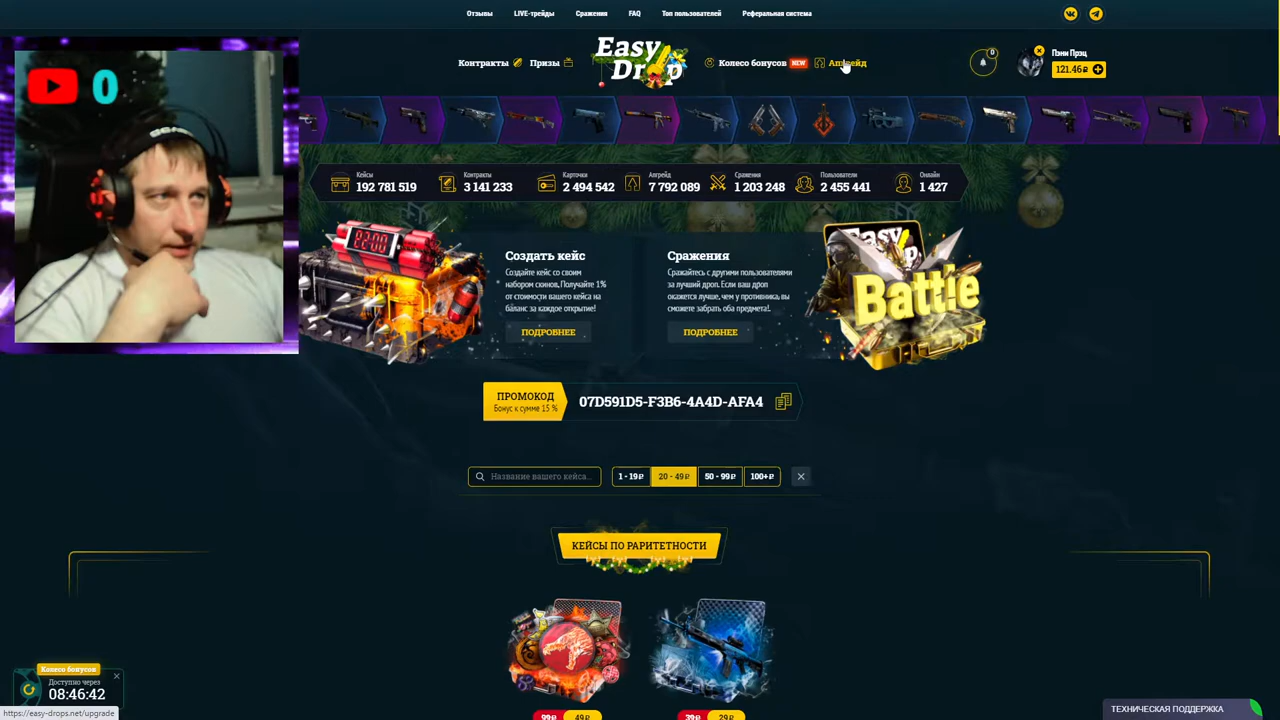 Отзывы
LIVE-трейды
Сражения
FAQ
Топ пользователей
Реферальная система
0
Контракты
Призы
Easy
Drop
Колесо бонусов NEW
Апгрейд
0
Пэни Прэц
121.46₽
Кейсы
192 781 519
Контракты
3 141 233
Карточки
2 494 542
Апгрейд
7 792 089
Сражения
1 203 248
Пользователи
2 455 441
Онлайн
1 427
Создать кейс
Создайте кейс со своим
набором скинов. Получайте 1%
от стоимости вашего кейса на
баланс за каждое открытие!
ПОДРОБНЕЕ
Сражения
Сражайтесь с другими пользователями
за лучший дроп. Если ваш дроп
окажется лучше, чем у противника, вы
сможете забрать оба предмета!
ПОДРОБНЕЕ
Easy
Battle
ПРОМОКОД
Бонус к сумме 15 %
07D591D5-F3B6-4A4D-AFA4
Название вашего кейса...
1 - 19₽
20 - 49₽
50 - 99₽
100+₽
КЕЙСЫ ПО РАРИТЕТНОСТИ
99₽ 49₽
39₽ 29₽
Колесо бонусов
Доступно через
08:46:42
https://easy-drops.net/upgrade
ТЕХНИЧЕСКАЯ ПОДДЕРЖКА